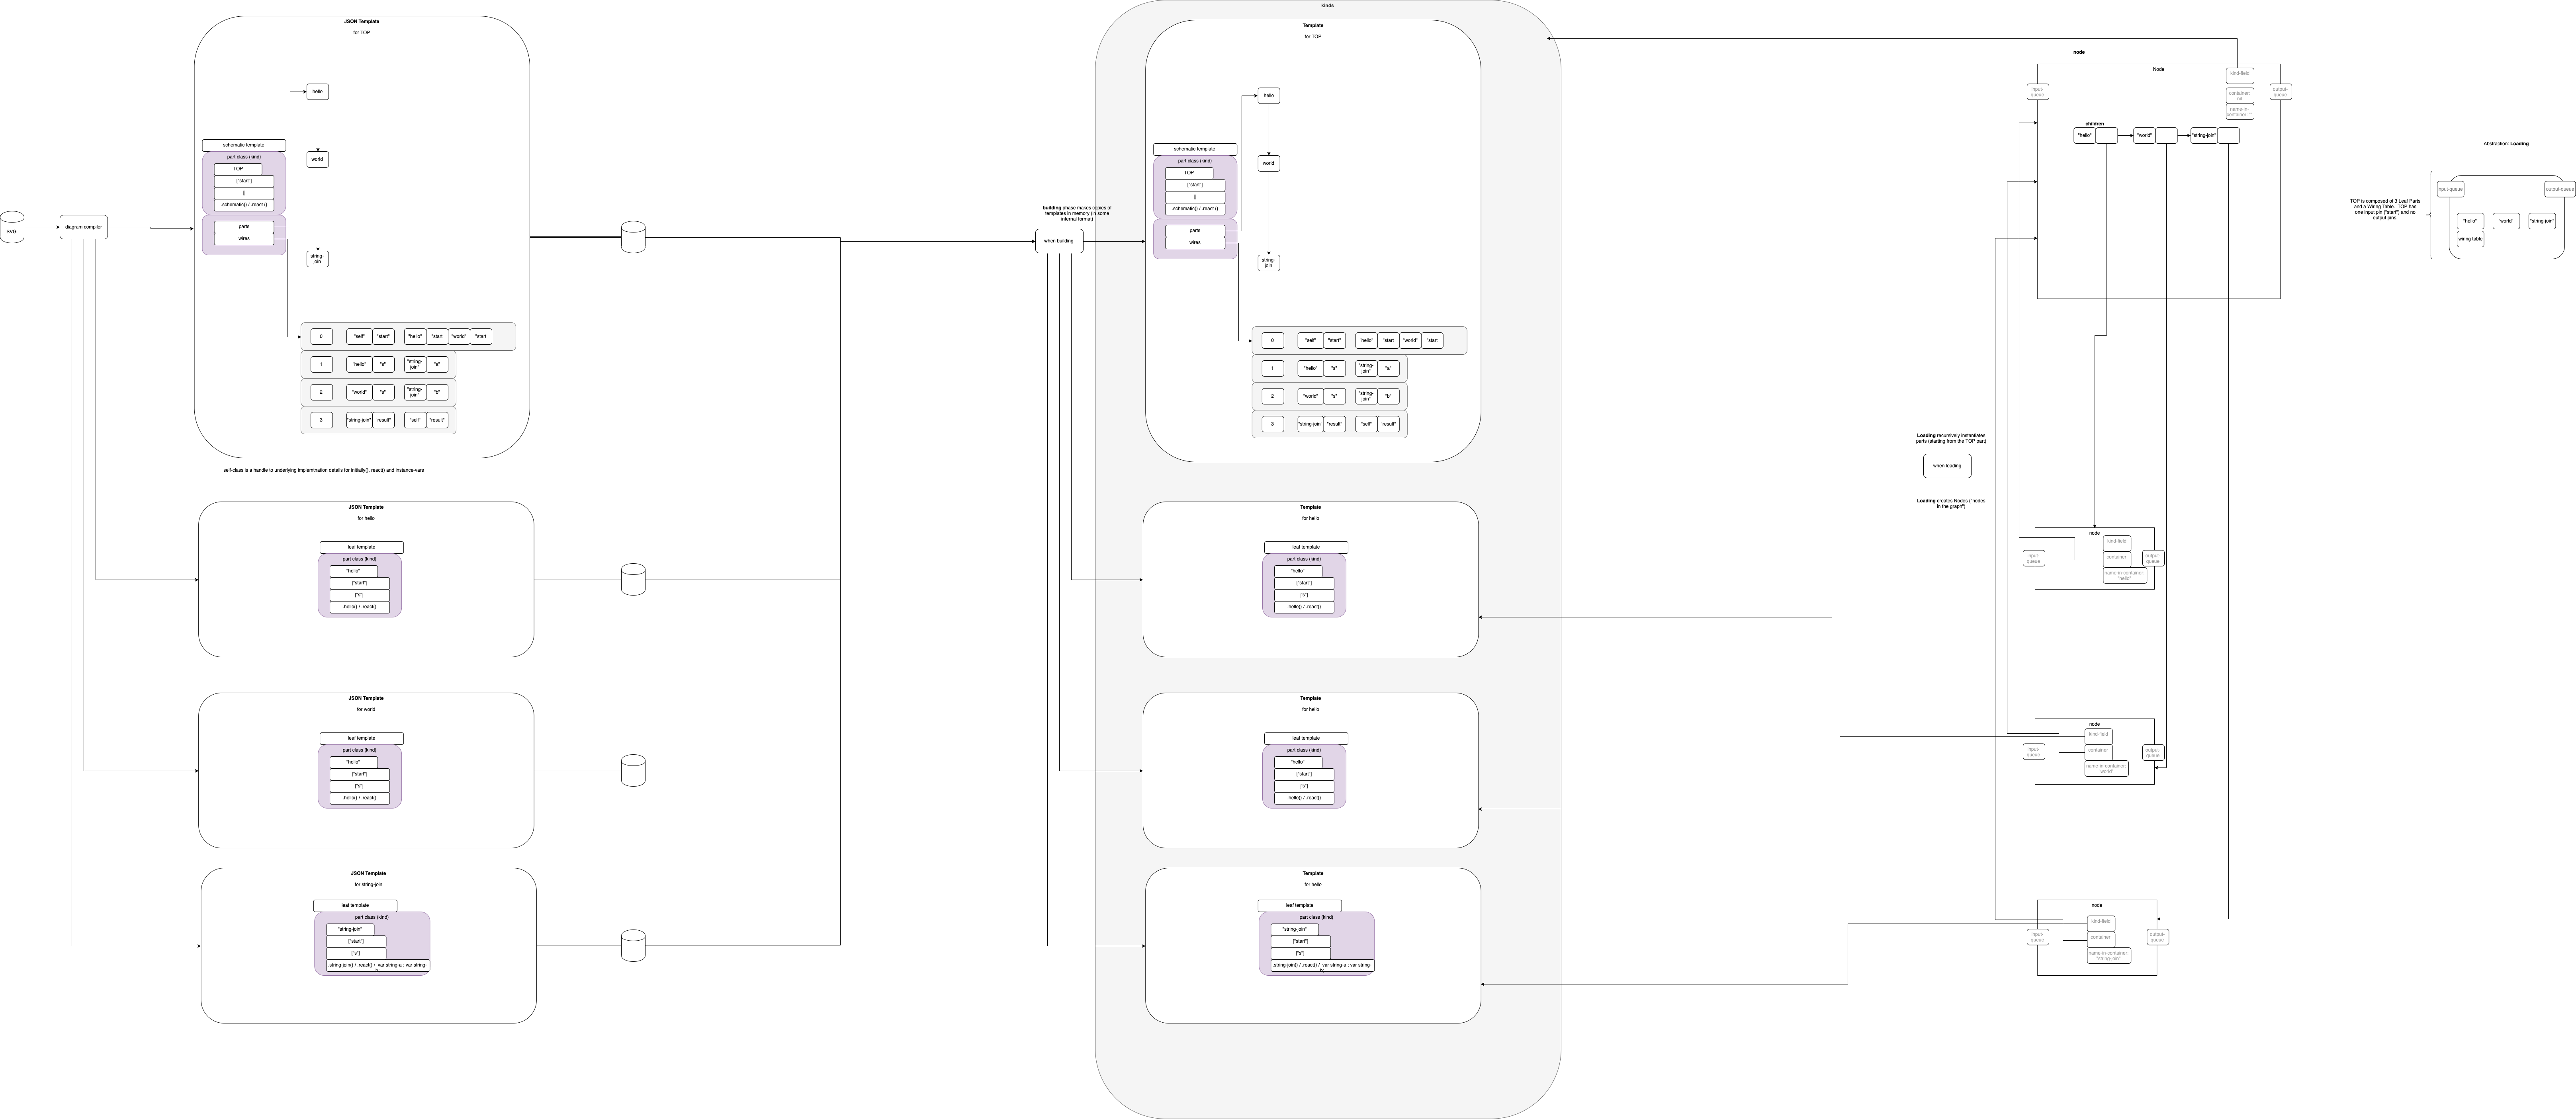 SVG
diagram compiler
JSON Template
for TOP
hello
world
string-
join
schematic template
part class (kind)
TOP
["start"]
[]
.schematic() / .react ()
parts
wires
0 "self" "start" "hello" "start "world" "start
1 "hello" "s" "string-
join" "a"
2 "world" "s" "string-
join" "b"
3 "string-join" "result" "self" "result"
self-class is a handle to underlying implemtnation details for initially(), react() and instance-vars
JSON Template
for hello
leaf template
part class (kind)
"hello"
["start"]
["s"]
.hello() / .react()
JSON Template
for world
leaf template
part class (kind)
"hello"
["start"]
["s"]
.hello() / .react()
JSON Template
for string-join
leaf template
part class (kind)
"string-join"
["start"]
["s"]
.string-join() / .react() / var string-a ; var string-
b;
building phase makes copies of
templates in memory (in some
internal format)
when building
kinds
Template
for TOP
hello
world
string-
join
schematic template
part class (kind)
TOP
["start"]
[]
.schematic() / .react ()
parts
wires
0 "self" "start" "hello" "start "world" "start
1 "hello" "s" "string-
join" "a"
2 "world" "s" "string-
join" "b"
3 "string-join" "result" "self" "result"
Template
for hello
leaf template
part class (kind)
"hello"
["start"]
["s"]
.hello() / .react()
Template
for hello
leaf template
part class (kind)
"hello"
["start"]
["s"]
.hello() / .react()
Template
for hello
leaf template
part class (kind)
"string-join"
["start"]
["s"]
.string-join() / .react() / var string-a ; var string-
b;
Loading recursively instantiates
parts (starting from the TOP part)
when loading
Loading creates Nodes ("nodes
in the graph")
node
Node
input-
queue
kind-field
container:
nil
name-in-
container: ""
output-
queue
children
"hello" "world" "string-join"
node
input-
queue
kind-field
container
name-in-container:
"hello"
output-
queue
node
input-
queue
kind-field
container
name-in-container:
"world"
output-
queue
node
input-
queue
kind-field
container
name-in-container:
"string-join"
output-
queue
Abstraction: Loading
TOP is composed of 3 Leaf Parts
and a Wiring Table. TOP has
one input pin ("start") and no
output pins.
input-queue
output-queue
"hello" "world" "string-join"
wiring table